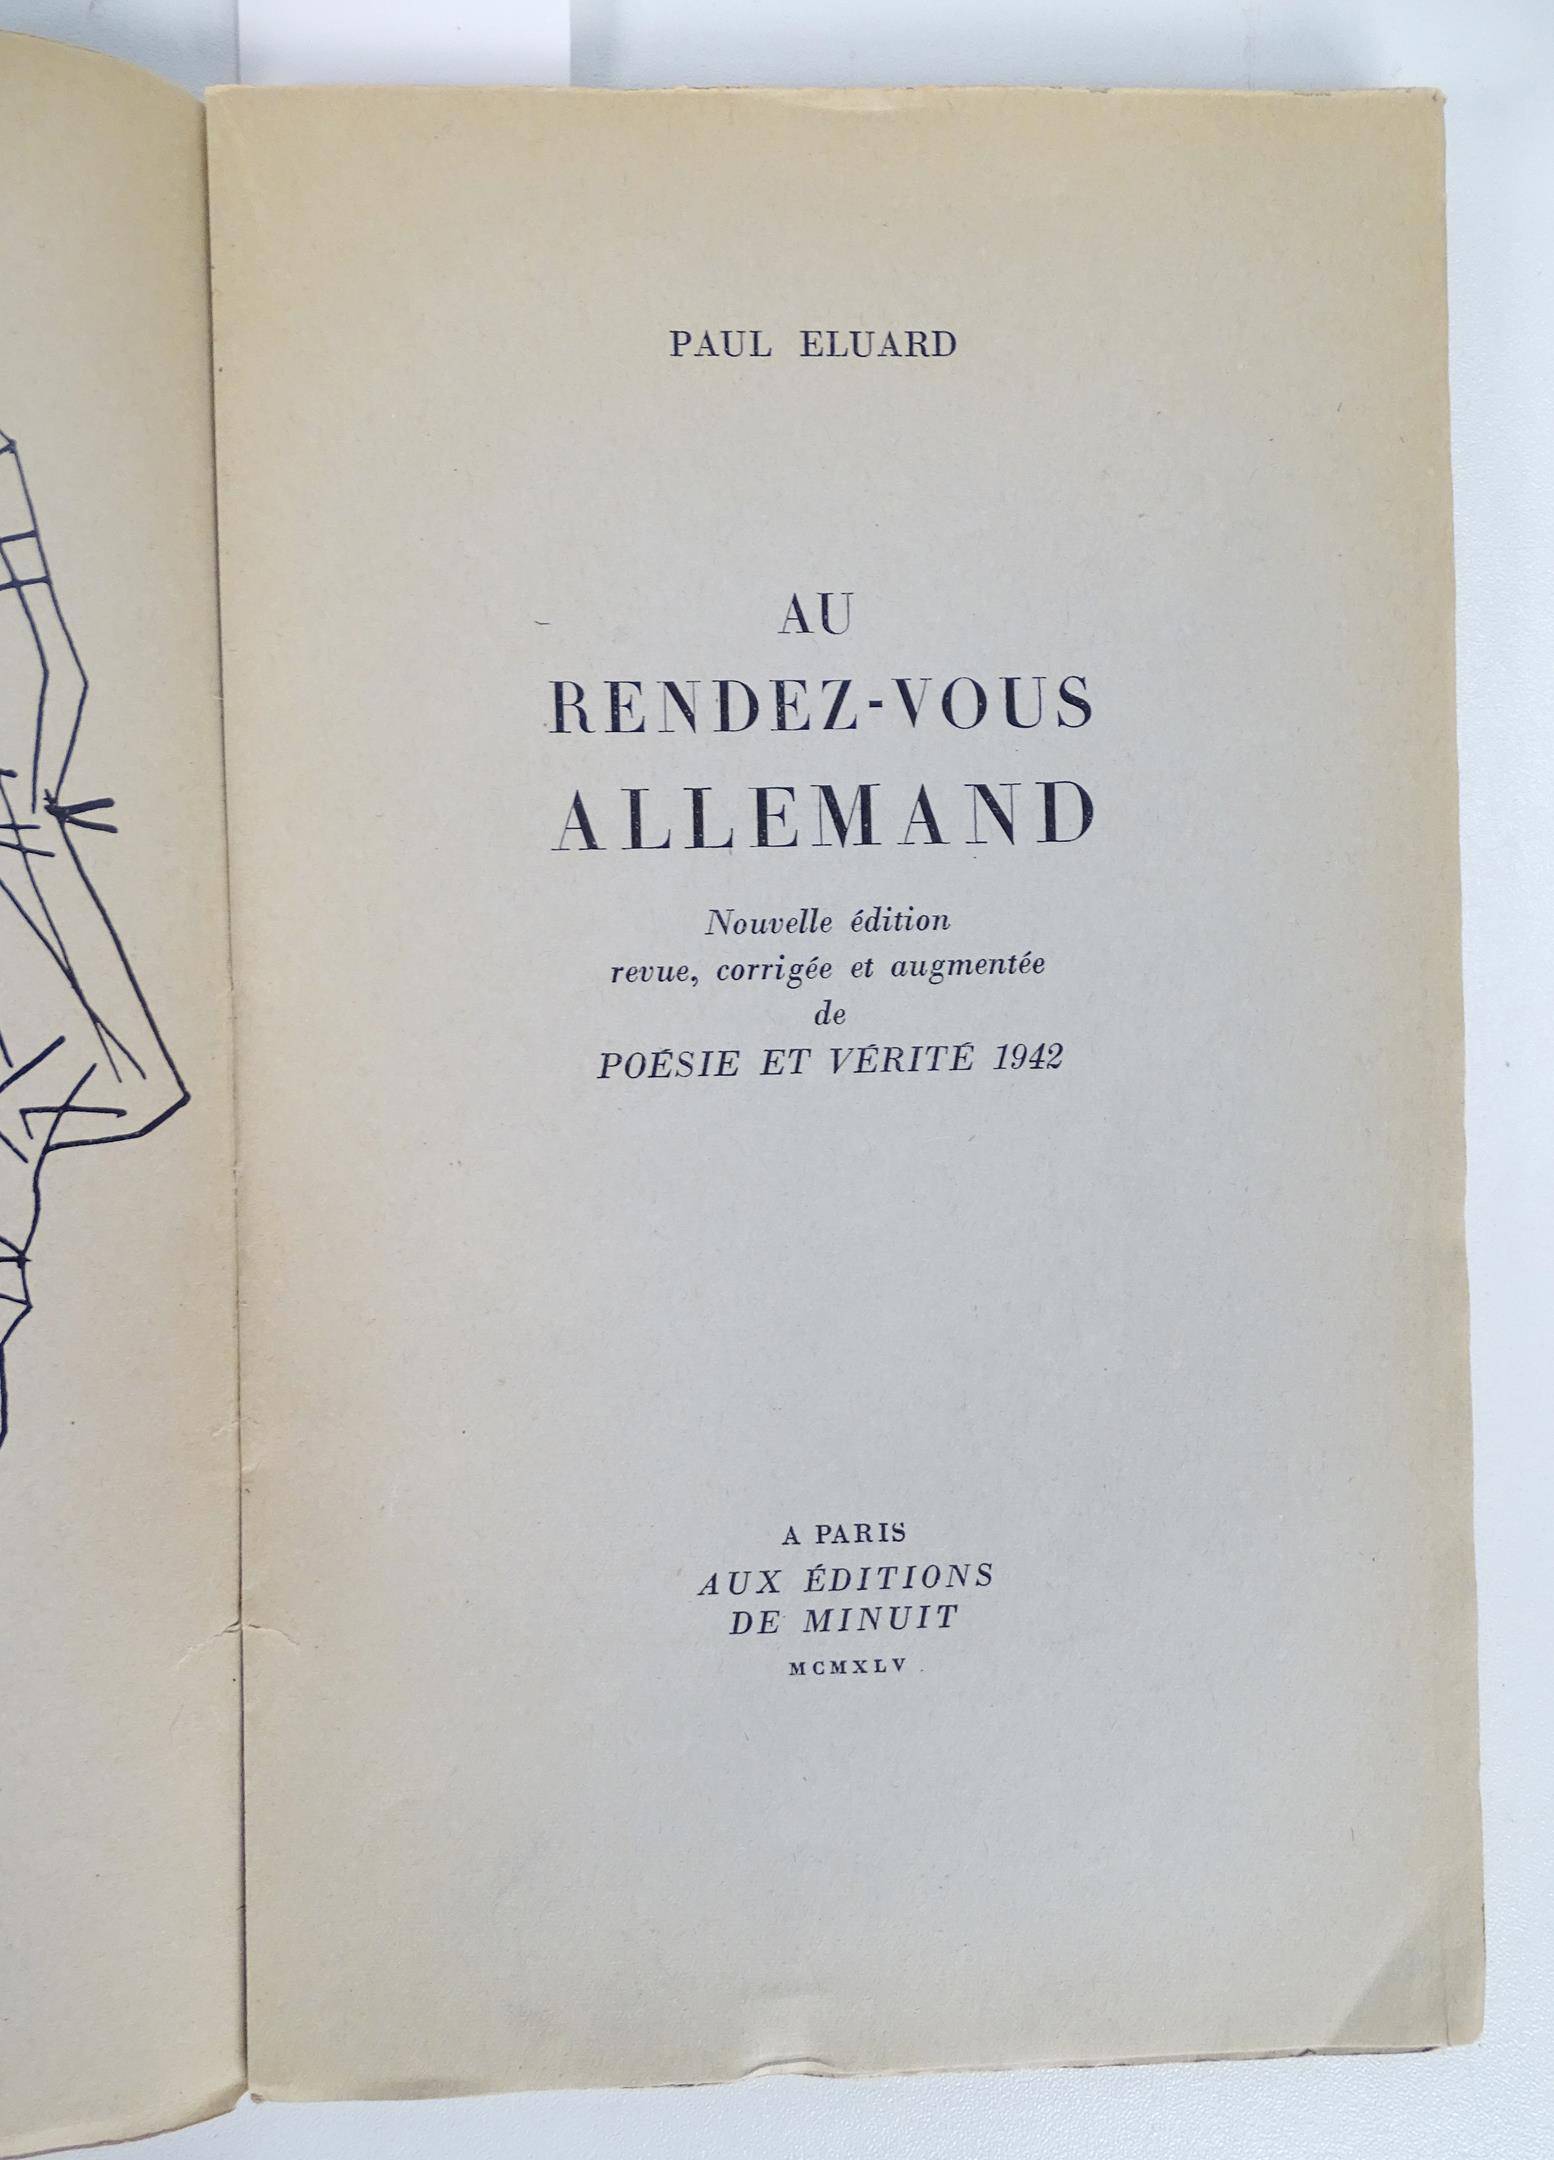 PAUL ELUARD
AU
RENDEZ-VOUS
ALLEMAND
Nouvelle édition
revue, corrigée et augmentée
de
POÉSIE ET VÉRITÉ 1942
A PARIS
AUX ÉDITIONS
DE MINUIT
MCMXLV